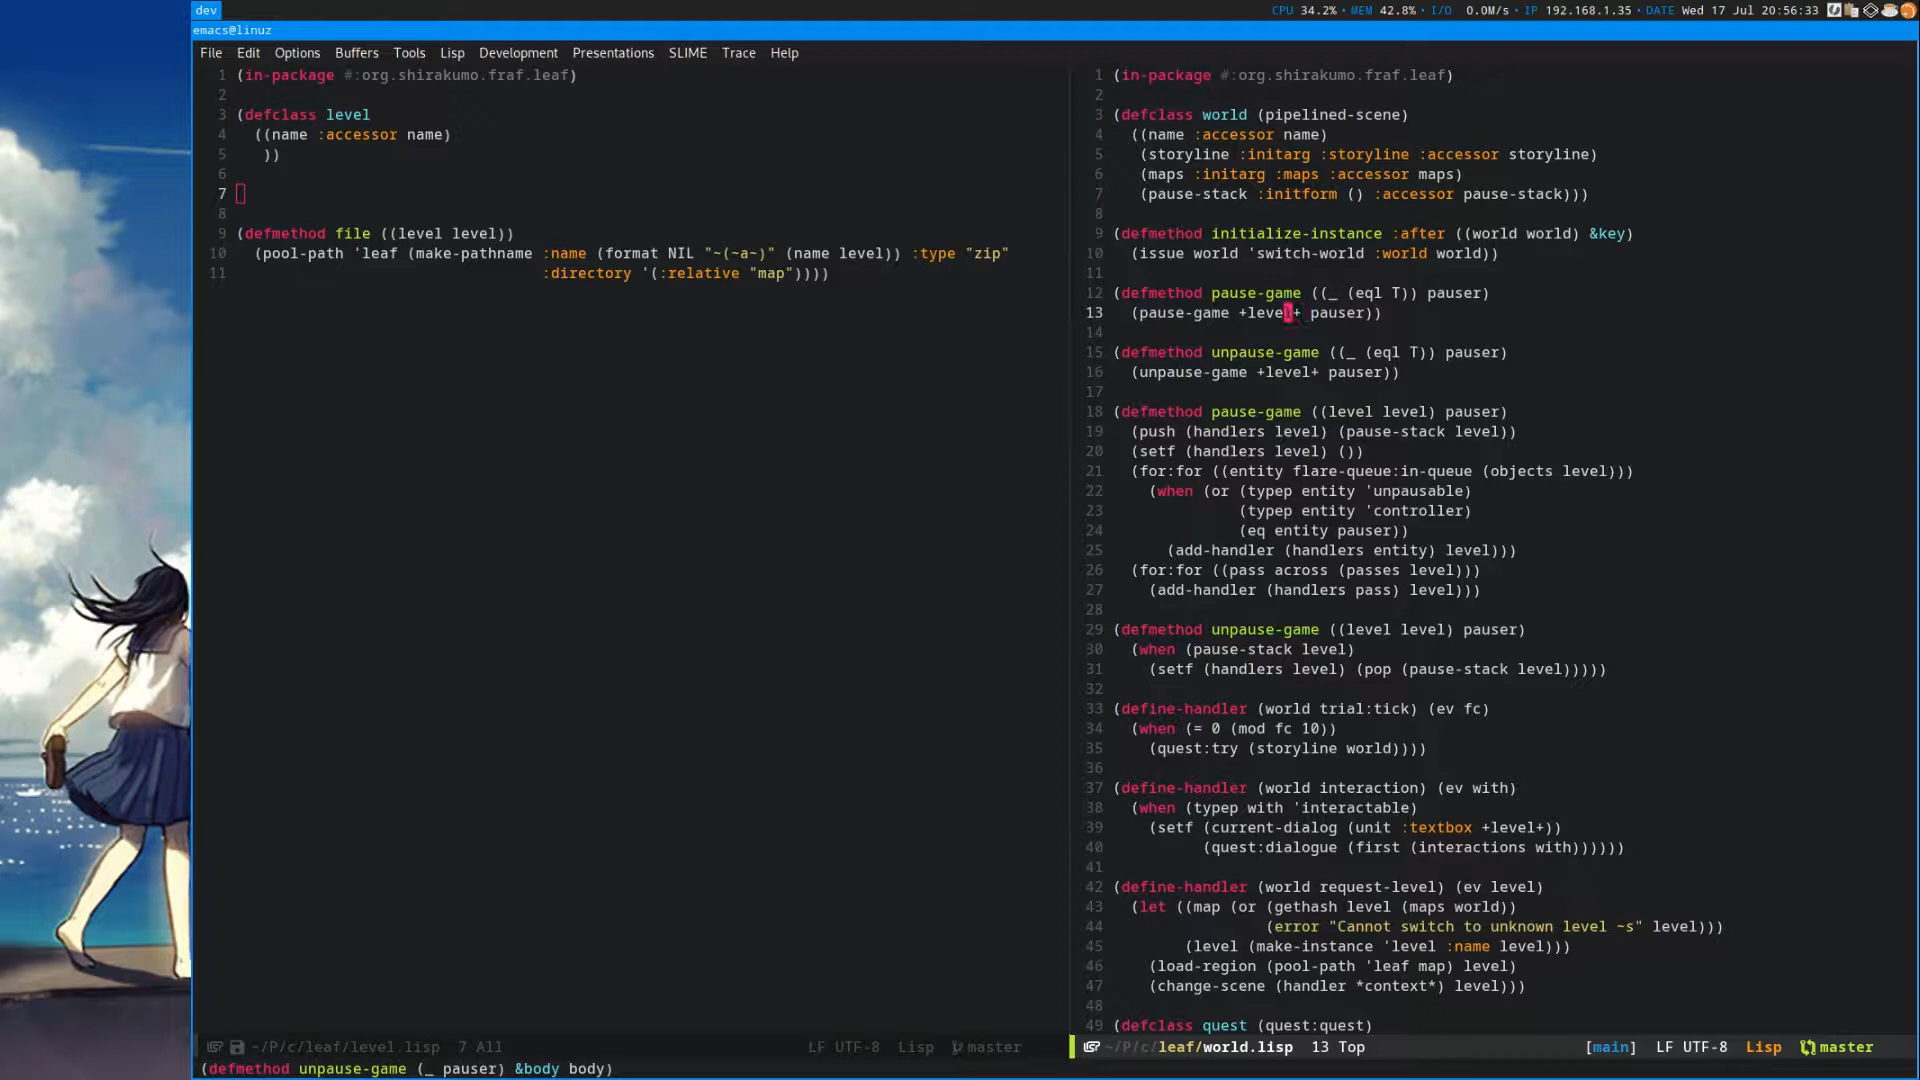 dev
CPU 34.2% · MEM 42.8% · I/O 0.0M/s · IP 192.168.1.35 · DATE Wed 17 Jul 20:56:33
emacs@linuz
File Edit Options Buffers Tools Lisp Development Presentations SLIME Trace Help
1 (in-package #:org.shirakumo.fraf.leaf)
2
3 (defclass level
4   ((name :accessor name)
5    ))
6
7
8
9 (defmethod file ((level level))
10   (pool-path 'leaf (make-pathname :name (format NIL "~(~a~)" (name level)) :type "zip"
11                                   :directory '(:relative "map"))))
~/P/c/leaf/level.lisp 7 All LF UTF-8 Lisp master
1 (in-package #:org.shirakumo.fraf.leaf)
2
3 (defclass world (pipelined-scene)
4   ((name :accessor name)
5    (storyline :initarg :storyline :accessor storyline)
6    (maps :initarg :maps :accessor maps)
7    (pause-stack :initform () :accessor pause-stack)))
8
9 (defmethod initialize-instance :after ((world world) &key)
10   (issue world 'switch-world :world world))
11
12 (defmethod pause-game ((_ (eql T)) pauser)
13   (pause-game +level+ pauser))
14
15 (defmethod unpause-game ((_ (eql T)) pauser)
16   (unpause-game +level+ pauser))
17
18 (defmethod pause-game ((level level) pauser)
19   (push (handlers level) (pause-stack level))
20   (setf (handlers level) ())
21   (for:for ((entity flare-queue:in-queue (objects level)))
22     (when (or (typep entity 'unpausable)
23               (typep entity 'controller)
24               (eq entity pauser))
25       (add-handler (handlers entity) level)))
26   (for:for ((pass across (passes level)))
27     (add-handler (handlers pass) level)))
28
29 (defmethod unpause-game ((level level) pauser)
30   (when (pause-stack level)
31     (setf (handlers level) (pop (pause-stack level)))))
32
33 (define-handler (world trial:tick) (ev fc)
34   (when (= 0 (mod fc 10))
35     (quest:try (storyline world))))
36
37 (define-handler (world interaction) (ev with)
38   (when (typep with 'interactable)
39     (setf (current-dialog (unit :textbox +level+))
40           (quest:dialogue (first (interactions with))))))
41
42 (define-handler (world request-level) (ev level)
43   (let ((map (or (gethash level (maps world))
44                  (error "Cannot switch to unknown level ~s" level)))
45         (level (make-instance 'level :name level)))
46     (load-region (pool-path 'leaf map) level)
47     (change-scene (handler *context*) level)))
48
49 (defclass quest (quest:quest)
~/P/c/leaf/world.lisp 13 Top [main] LF UTF-8 Lisp master
(defmethod unpause-game (_ pauser) &body body)